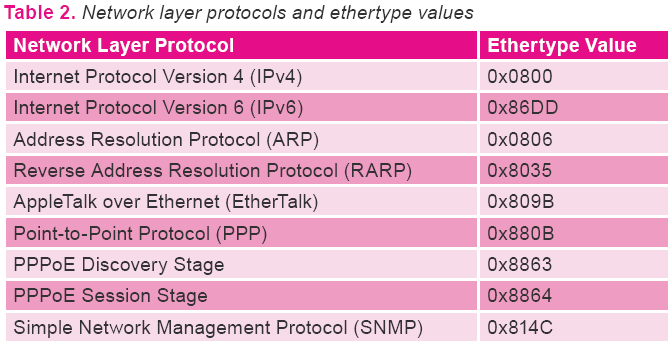 Table 2. Network layer protocols and ethertype values
Network Layer Protocol Ethertype Value
Internet Protocol Version 4 (IPv4) 0x0800
Internet Protocol Version 6 (IPv6) 0x86DD
Address Resolution Protocol (ARP) 0x0806
Reverse Address Resolution Protocol (RARP) 0x8035
AppleTalk over Ethernet (EtherTalk) 0x809B
Point-to-Point Protocol (PPP) 0x880B
PPPoE Discovery Stage 0x8863
PPPoE Session Stage 0x8864
Simple Network Management Protocol (SNMP) 0x814C